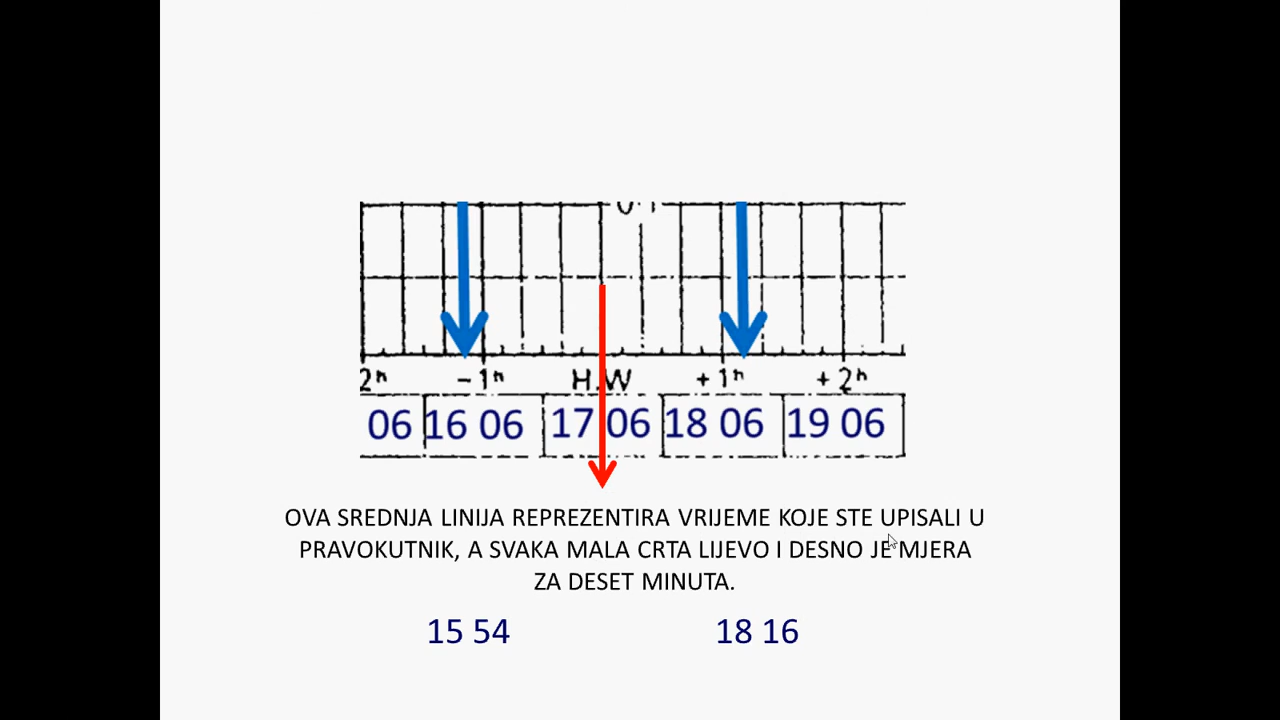 2ʰ -1ʰ H.W +1ʰ +2ʰ
06 16 06 17 06 18 06 19 06
OVA SREDNJA LINIJA REPREZENTIRA VRIJEME KOJE STE UPISALI U
PRAVOKUTNIK, A SVAKA MALA CRTA LIJEVO I DESNO JE MJERA
ZA DESET MINUTA.
15 54 18 16